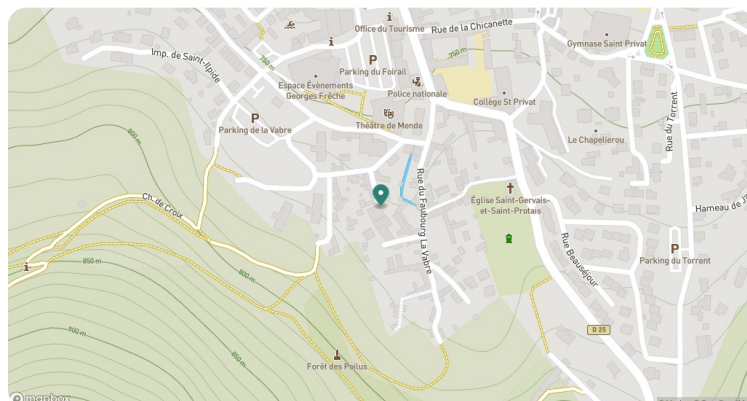 Office du Tourisme
Rue de la Chicanette
Imp. de Saint-Ilpide
750 m
P
Parking du Foirail
750 m
Gymnase Saint Privat
Espace Évènements
Georges Frêche
Police nationale
Collège St Privat
P
Parking de la Vabre
Théâtre de Mende
Le Chapelierou
Rue du Torrent
800 m
Ch. de Croix
Rue du Faubourg La Vabre
Église Saint-Gervais-
et-Saint-Protais
Hameau de
Rue Beauséjour
P
Parking du Torrent
850 m
800 m
D 25
900 m
850 m
Forêt des Poilus
mapbox